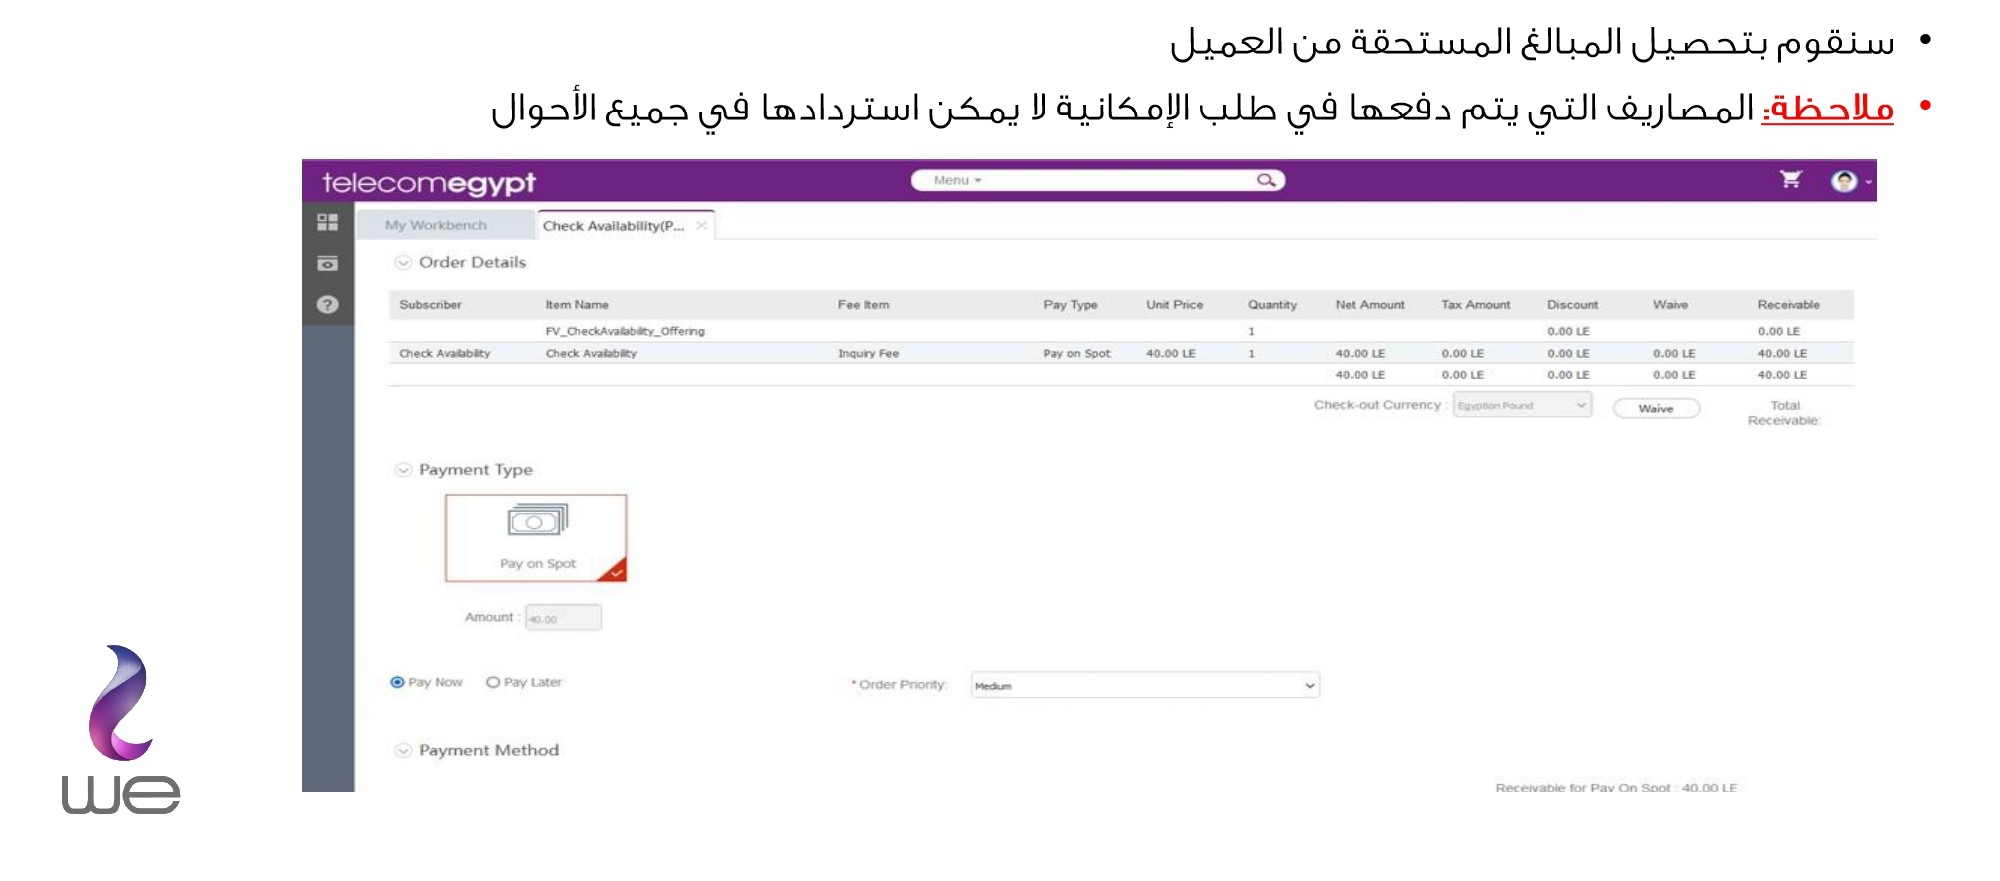 • سنقوم بتحصيل المبالغ المستحقة من العميل
• ملاحظة: المصاريف التي يتم دفعها في طلب الإمكانية لا يمكن استردادها في جميع الأحوال
telecomegypt Menu
My Workbench Check Availability(P...
Order Details
Subscriber Item Name Fee Item Pay Type Unit Price Quantity Net Amount Tax Amount Discount Waive Receivable
FV_CheckAvailability_Offering 1 0.00 LE 0.00 LE
Check Availability Check Availability Inquiry Fee Pay on Spot 40.00 LE 1 40.00 LE 0.00 LE 0.00 LE 0.00 LE 40.00 LE
40.00 LE 0.00 LE 0.00 LE 0.00 LE 40.00 LE
Check-out Currency : Egyption Pound Waive Total
Receivable:
Payment Type
Pay on Spot
Amount : 40.00
Pay Now Pay Later * Order Priority: Medium
Payment Method
Receivable for Pay On Spot : 40.00 LE
we